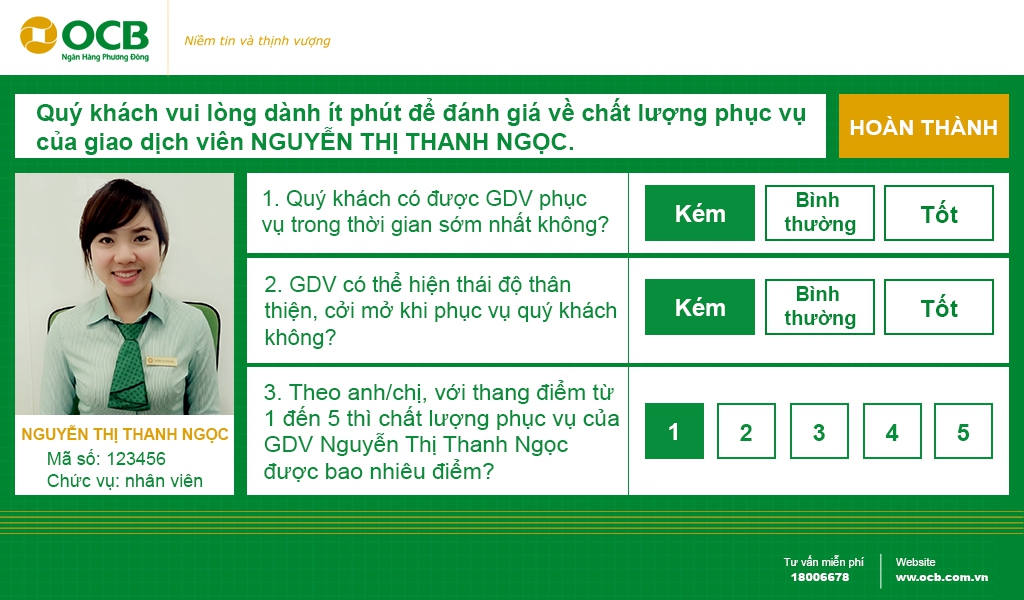 OCB
Ngân Hàng Phương Đông
Niềm tin và thịnh vượng
Quý khách vui lòng dành ít phút để đánh giá về chất lượng phục vụ
của giao dịch viên NGUYỄN THỊ THANH NGỌC.
HOÀN THÀNH
NGUYỄN THỊ THANH NGỌC
Mã số: 123456
Chức vụ: nhân viên
1. Quý khách có được GDV phục
vụ trong thời gian sớm nhất không?
Kém
Bình
thường
Tốt
2. GDV có thể hiện thái độ thân
thiện, cởi mở khi phục vụ quý khách
không?
Kém
Bình
thường
Tốt
3. Theo anh/chị, với thang điểm từ
1 đến 5 thì chất lượng phục vụ của
GDV Nguyễn Thị Thanh Ngọc
được bao nhiêu điểm?
1
2
3
4
5
Tư vấn miễn phí
18006678
Website
ww.ocb.com.vn